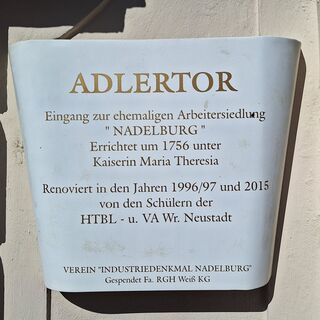 ADLERTOR
Eingang zur ehemaligen Arbeitersiedlung
" NADELBURG "
Errichtet um 1756 unter
Kaiserin Maria Theresia
Renoviert in den Jahren 1996/97 und 2015
von den Schülern der
HTBL - u. VA Wr. Neustadt
VEREIN "INDUSTRIEDENKMAL NADELBURG"
Gespendet Fa. RGH Weiß KG